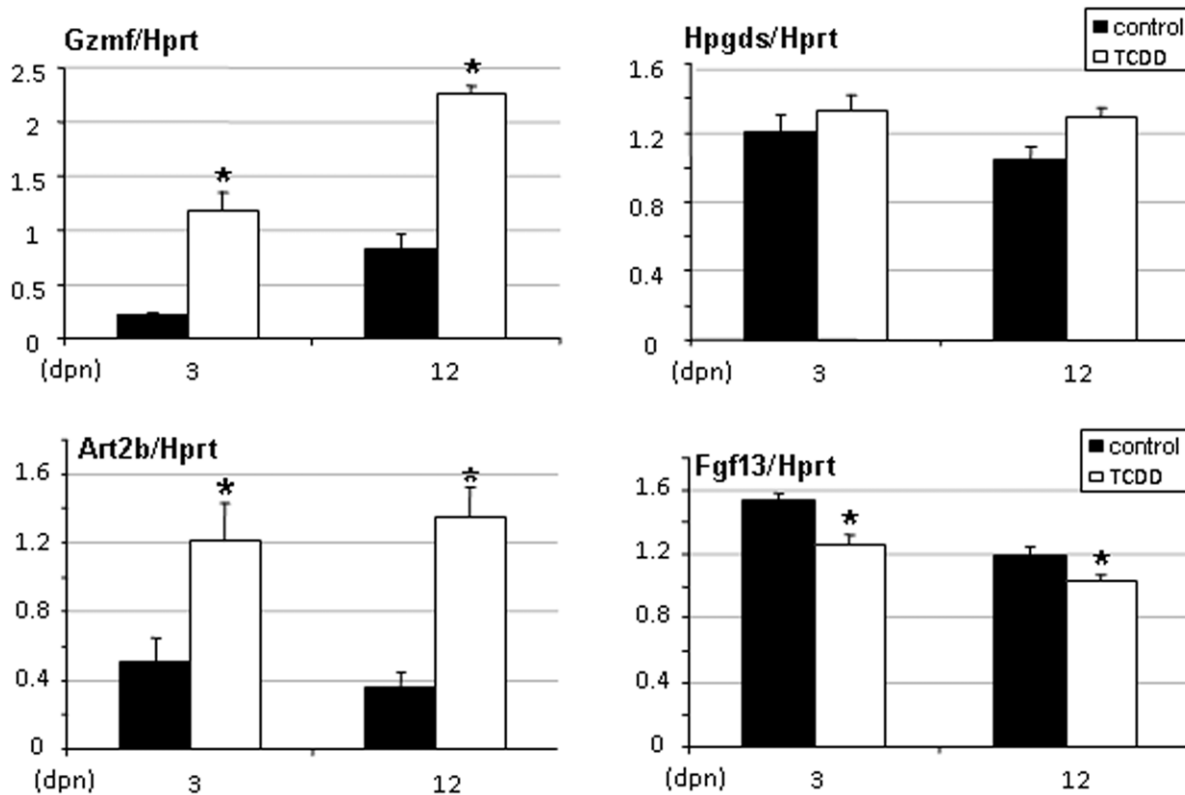 Gzmf/Hprt
2.5
2
1.5
1
0.5
0
(dpn) 3 12
Hpgds/Hprt
control
TCDD
1.6
1.2
0.8
0.4
0
(dpn) 3 12
Art2b/Hprt
1.6
1.2
0.8
0.4
0
(dpn) 3 12
Fgf13/Hprt
control
TCDD
1.6
1.2
0.8
0.4
0
(dpn) 3 12
*
*
*
*
*
*